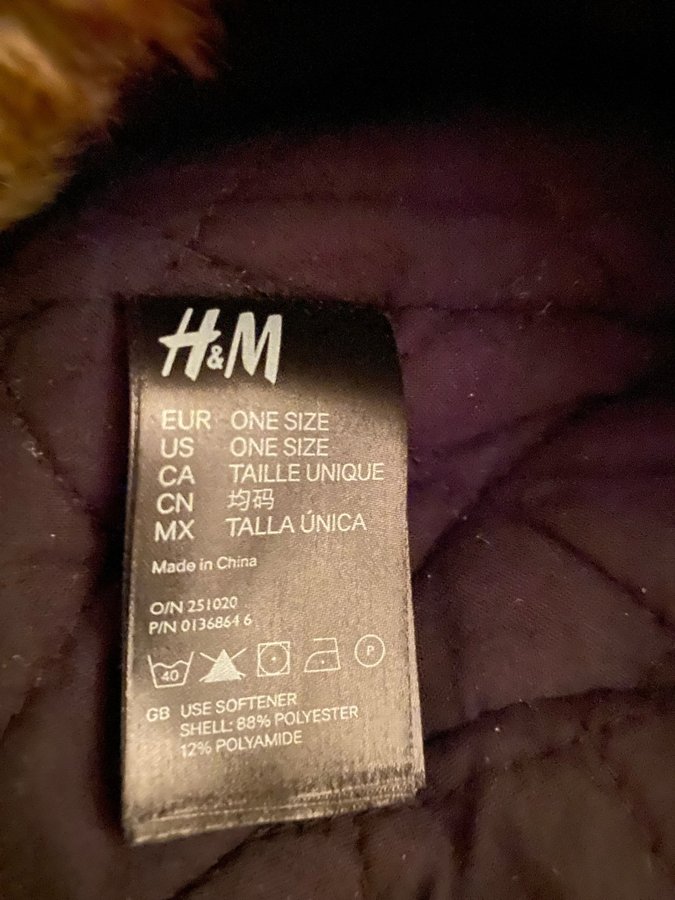 H&M
EUR ONE SIZE
US ONE SIZE
CA TAILLE UNIQUE
CN 均码
MX TALLA ÚNICA
Made in China
O/N 251020
P/N 0136864 6
40 P
GB USE SOFTENER
SHELL: 88% POLYESTER
12% POLYAMIDE